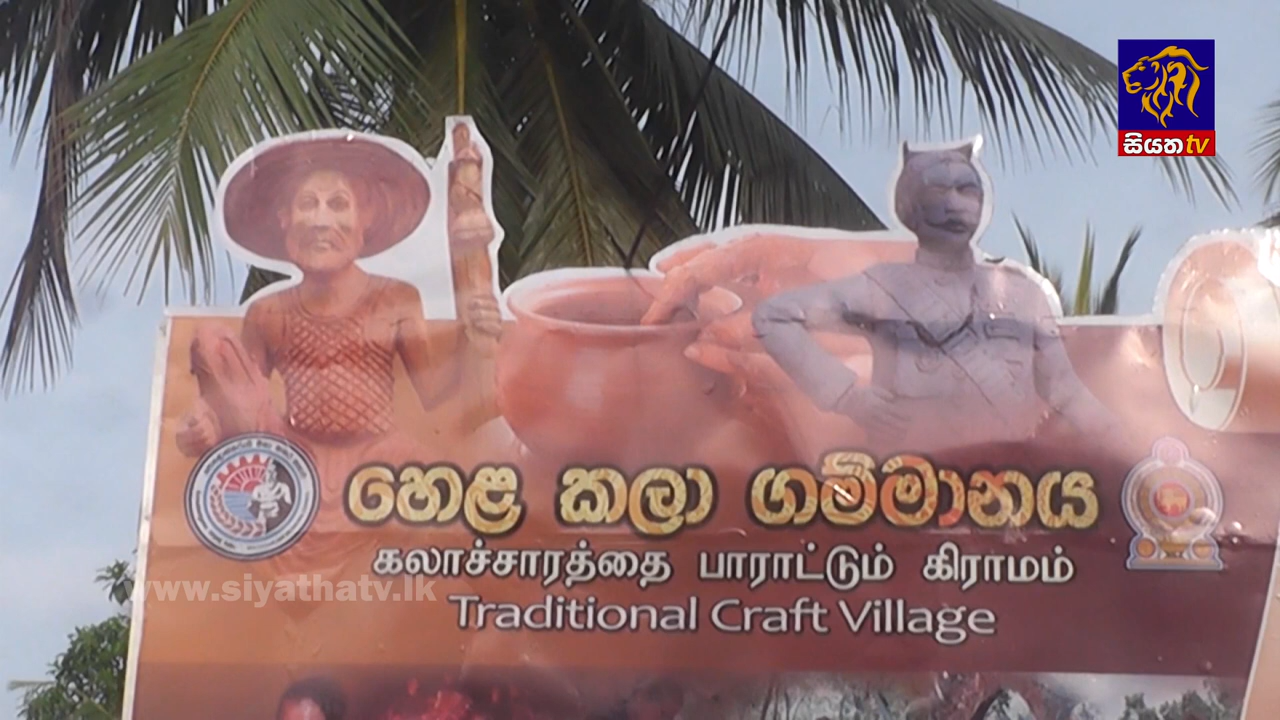 සියත tv
හෙළ කලා ගම්මානය
கலாச்சாரத்தை பாராட்டும் கிராமம்
www.siyathatv.lk
Traditional Craft Village